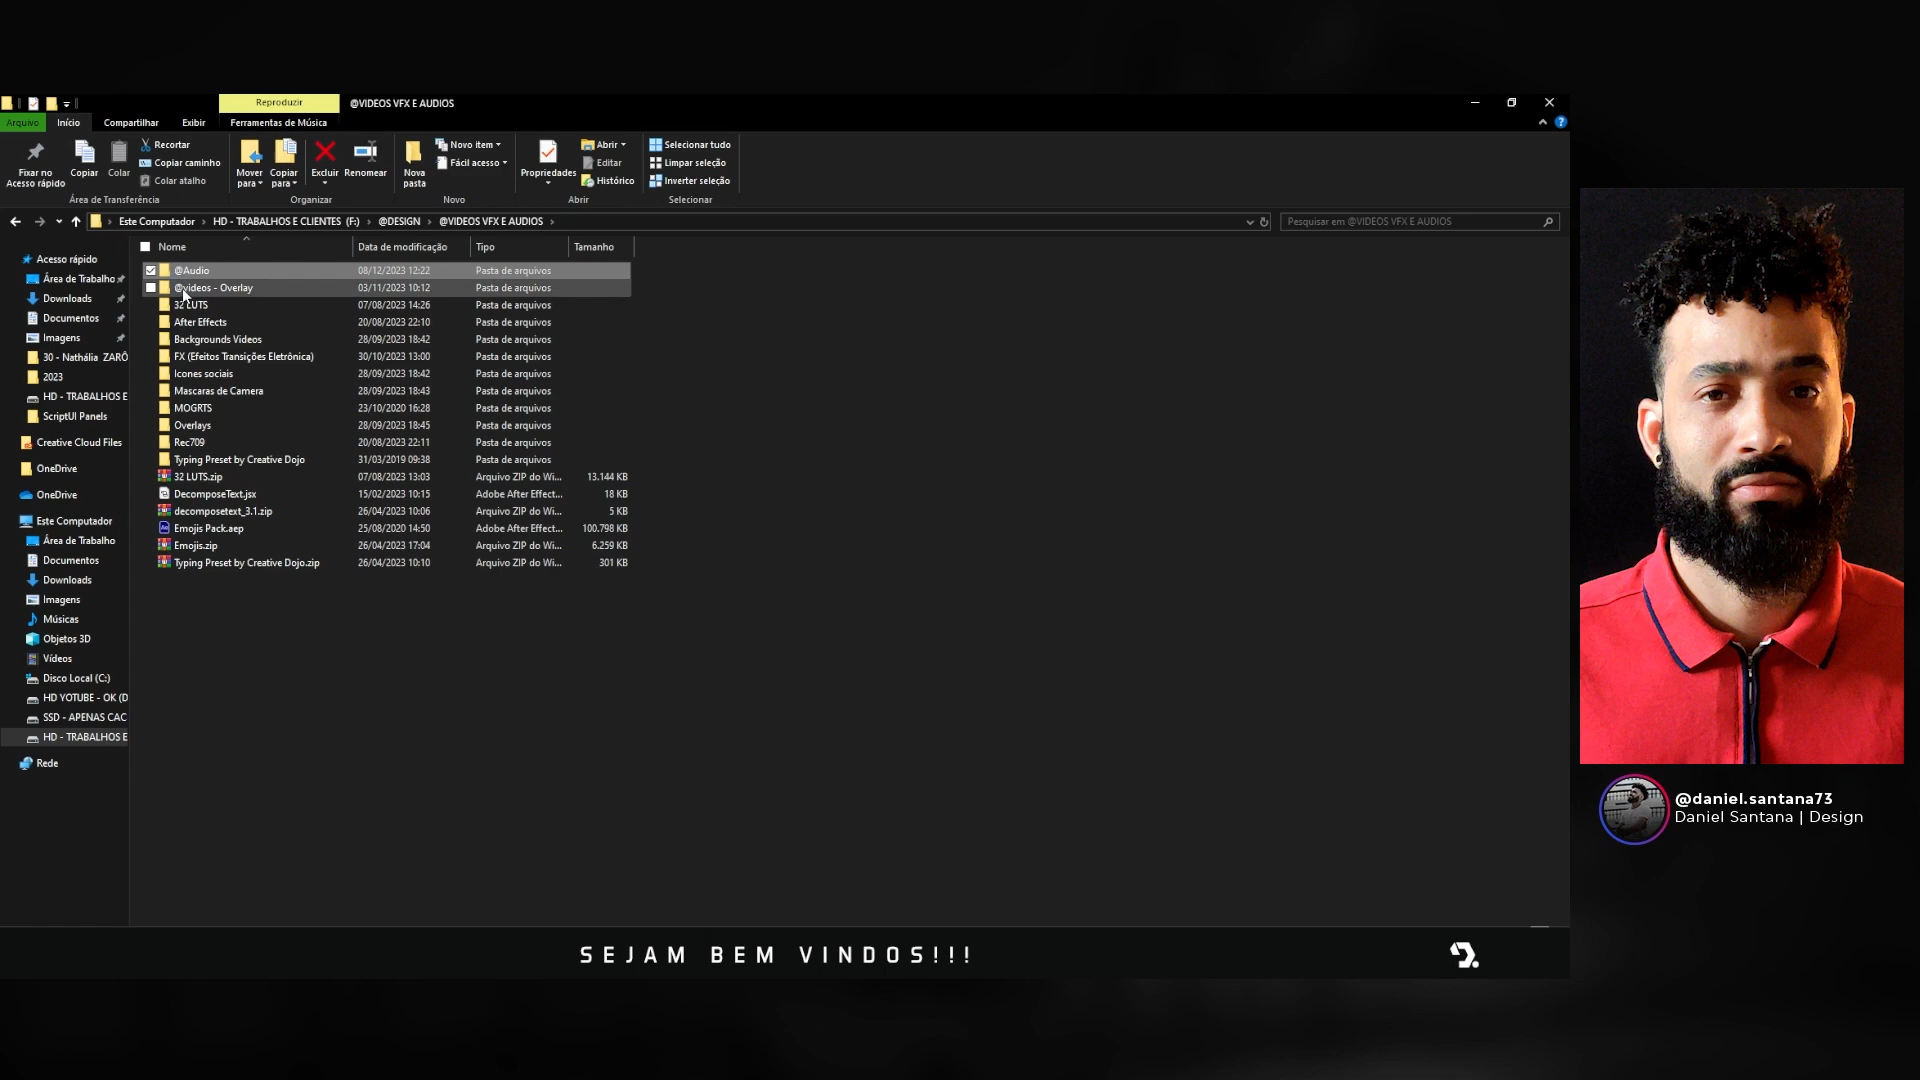 Reproduzir
@VIDEOS VFX E AUDIOS
Arquivo Início Compartilhar Exibir Ferramentas de Música
Fixar no Acesso rápido
Copiar
Colar
Recortar
Copiar caminho
Colar atalho
Mover para
Copiar para
Excluir
Renomear
Nova pasta
Novo item
Fácil acesso
Propriedades
Abrir
Editar
Histórico
Selecionar tudo
Limpar seleção
Inverter seleção
Área de Transferência Organizar Novo Abrir Selecionar
Este Computador HD - TRABALHOS E CLIENTES (F:) @DESIGN @VIDEOS VFX E AUDIOS
Pesquisar em @VIDEOS VFX E AUDIOS
Acesso rápido
Área de Trabalho
Downloads
Documentos
Imagens
30 - Nathália ZARÔ
2023
HD - TRABALHOS E
ScriptUI Panels
Creative Cloud Files
OneDrive
OneDrive
Este Computador
Área de Trabalho
Documentos
Downloads
Imagens
Músicas
Objetos 3D
Vídeos
Disco Local (C:)
HD YOTUBE - OK (D
SSD - APENAS CAC
HD - TRABALHOS E
Rede
Nome Data de modificação Tipo Tamanho
@Audio 08/12/2023 12:22 Pasta de arquivos
@videos - Overlay 03/11/2023 10:12 Pasta de arquivos
32 LUTS 07/08/2023 14:26 Pasta de arquivos
After Effects 20/08/2023 22:10 Pasta de arquivos
Backgrounds Videos 28/09/2023 18:42 Pasta de arquivos
FX (Efeitos Transições Eletrônica) 30/10/2023 13:00 Pasta de arquivos
Icones sociais 28/09/2023 18:42 Pasta de arquivos
Mascaras de Camera 28/09/2023 18:43 Pasta de arquivos
MOGRTS 23/10/2020 16:28 Pasta de arquivos
Overlays 28/09/2023 18:45 Pasta de arquivos
Rec709 20/08/2023 22:11 Pasta de arquivos
Typing Preset by Creative Dojo 31/03/2019 09:38 Pasta de arquivos
32 LUTS.zip 07/08/2023 13:03 Arquivo ZIP do Wi... 13.144 KB
DecomposeText.jsx 15/02/2023 10:15 Adobe After Effect... 18 KB
decomposetext_3.1.zip 26/04/2023 10:06 Arquivo ZIP do Wi... 5 KB
Emojis Pack.aep 25/08/2020 14:50 Adobe After Effect... 100.798 KB
Emojis.zip 26/04/2023 17:04 Arquivo ZIP do Wi... 6.259 KB
Typing Preset by Creative Dojo.zip 26/04/2023 10:10 Arquivo ZIP do Wi... 301 KB
@daniel.santana73
Daniel Santana | Design
SEJAM BEM VINDOS!!!